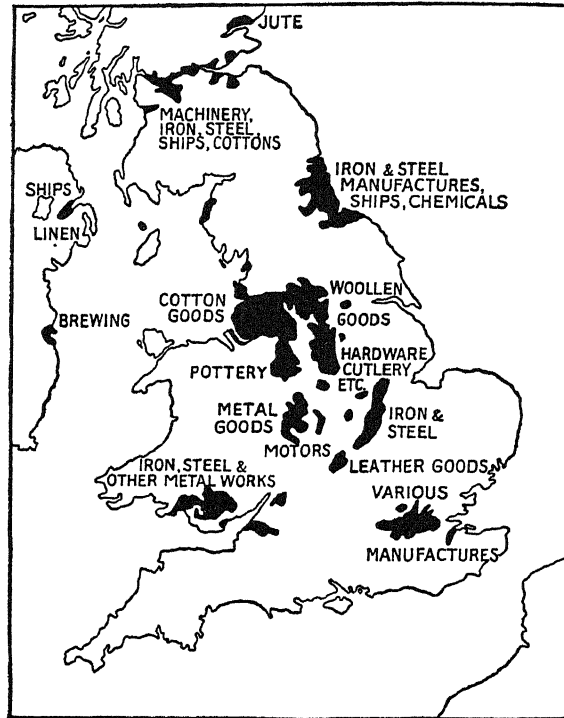 JUTE
MACHINERY,
IRON, STEEL,
SHIPS, COTTONS
IRON & STEEL
MANUFACTURES,
SHIPS, CHEMICALS
SHIPS
LINEN
BREWING
COTTON
GOODS
WOOLLEN
GOODS
POTTERY
HARDWARE
CUTLERY
ETC.
METAL
GOODS
MOTORS
IRON &
STEEL
LEATHER GOODS
IRON, STEEL &
OTHER METAL WORKS
VARIOUS
MANUFACTURES